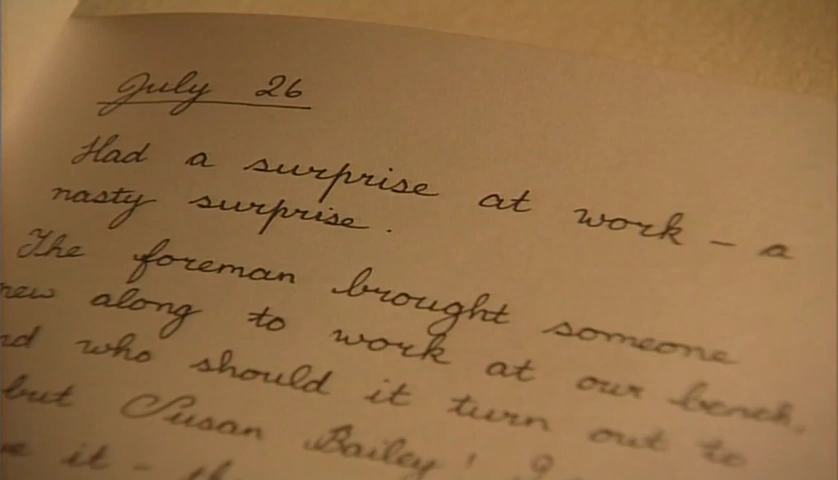 July 26
Had a surprise at work - a
nasty surprise.
The foreman brought someone
new along to work at our bench,
who should it turn out to
but Susan Bailey!
it -